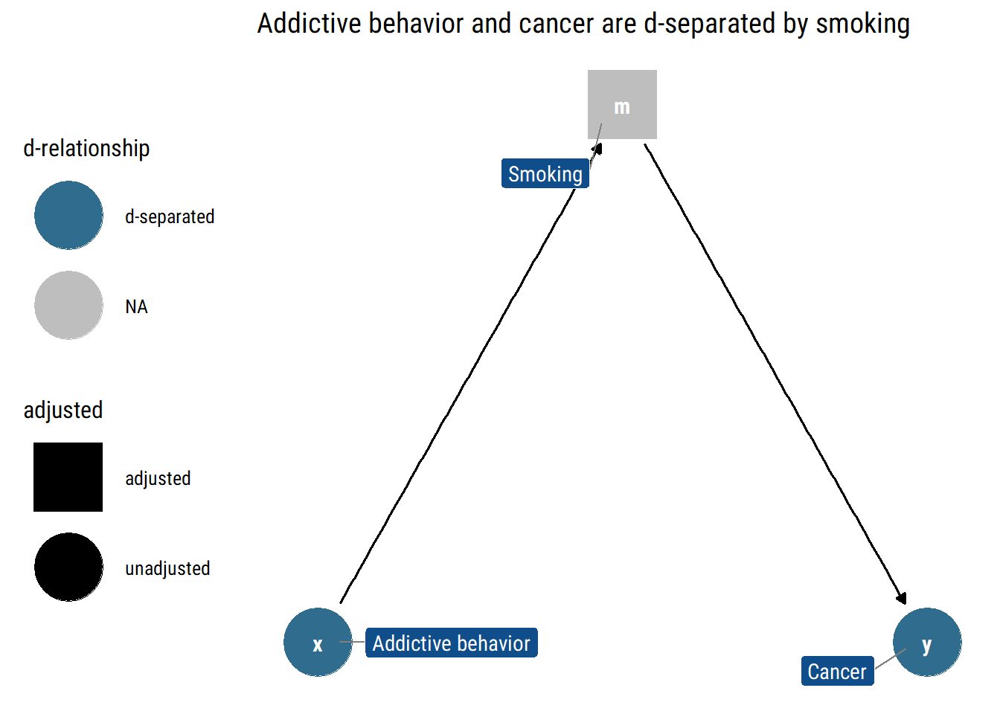 Addictive behavior and cancer are d-separated by smoking
d-relationship
d-separated
NA
adjusted
adjusted
unadjusted
m
Smoking
x
Addictive behavior
y
Cancer